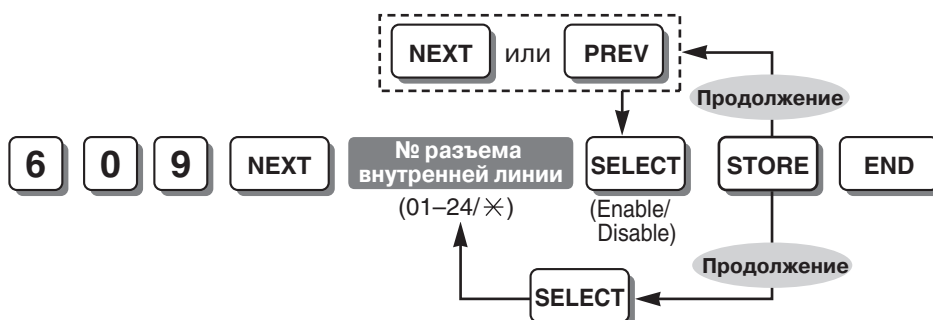 NEXT или PREV
Продолжение
6 0 9 NEXT № разъема внутренней линии SELECT STORE END
(01–24/✳)
(Enable/
Disable)
Продолжение
SELECT